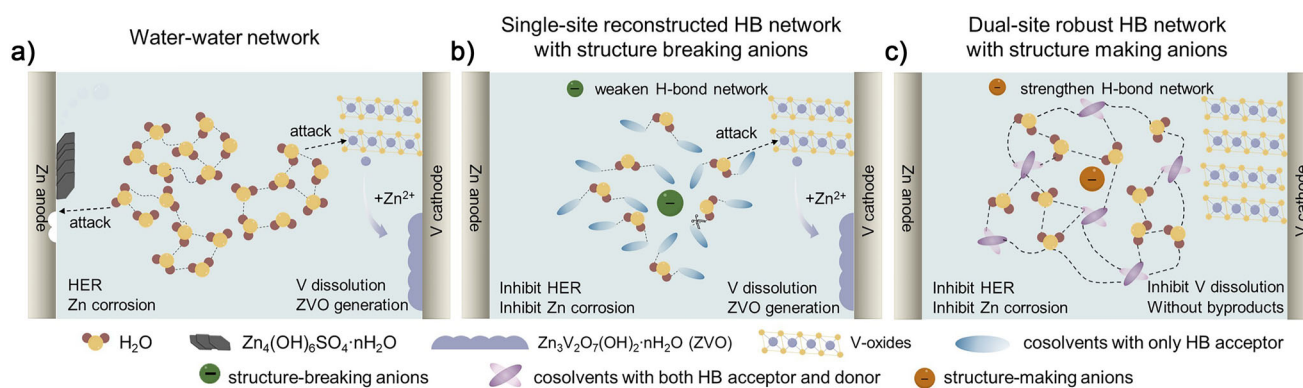 Water-water network
Single-site reconstructed HB network
with structure breaking anions
Dual-site robust HB network
with structure making anions
a)
b)
c)
Zn anode
attack
attack
+Zn²⁺
HER
Zn corrosion
V dissolution
ZVO generation
V cathode
Zn anode
− weaken H-bond network
attack
−
+Zn²⁺
Inhibit HER
Inhibit Zn corrosion
V dissolution
ZVO generation
V cathode
Zn anode
− strengthen H-bond network
−
Inhibit HER
Inhibit Zn corrosion
Inhibit V dissolution
Without byproducts
V cathode
H₂O
Zn₄(OH)₆SO₄·nH₂O
Zn₃V₂O₇(OH)₂·nH₂O (ZVO)
V-oxides
cosolvents with only HB acceptor
− structure-breaking anions
cosolvents with both HB acceptor and donor
− structure-making anions